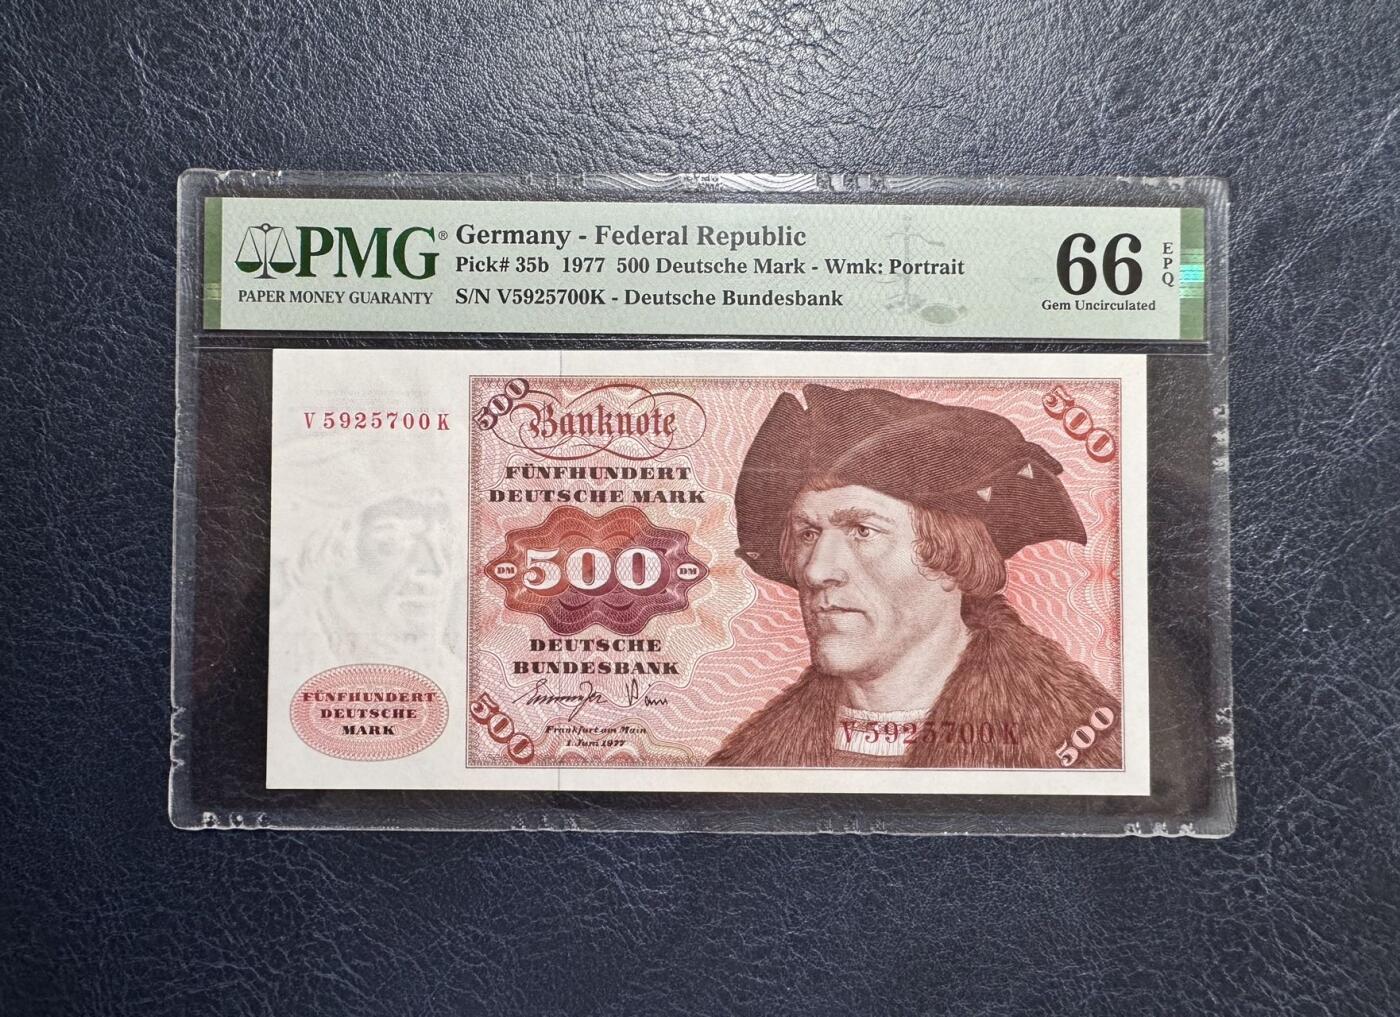 PMG®
PAPER MONEY GUARANTY
Germany - Federal Republic
Pick# 35b 1977 500 Deutsche Mark - Wmk: Portrait
S/N V5925700K - Deutsche Bundesbank
66
EPQ
Gem Uncirculated
V5925700K
500
Banknote
500
FÜNFHUNDERT
DEUTSCHE MARK
DM 500 DM
DEUTSCHE
BUNDESBANK
FÜNFHUNDERT
DEUTSCHE
MARK
500
Frankfurt am Main
1. Juni 1977
V5925700K
500